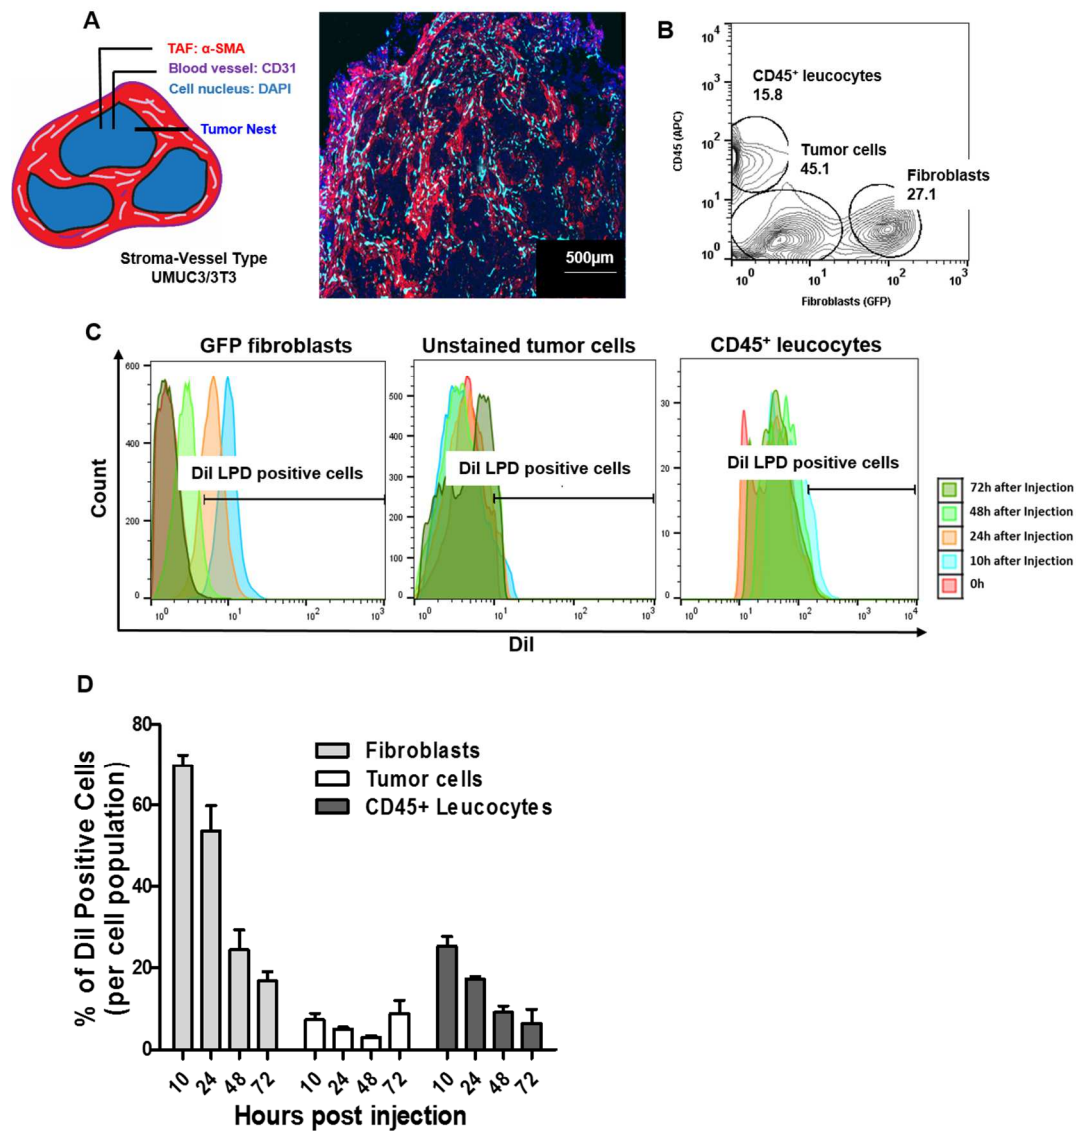 A
TAF: α-SMA
Blood vessel: CD31
Cell nucleus: DAPI
Tumor Nest
Stroma-Vessel Type
UMUC3/3T3
500µm
B
CD45 (APC)
10⁴
10³
10²
10¹
10⁰
CD45⁺ leucocytes
15.8
Tumor cells
45.1
Fibroblasts
27.1
10⁰ 10¹ 10² 10³
Fibroblasts (GFP)
C
Count
GFP fibroblasts
600
400
200
0
DiI LPD positive cells
10⁰ 10¹ 10² 10³
Unstained tumor cells
500
400
300
200
100
0
DiI LPD positive cells
10⁰ 10¹ 10² 10³
CD45⁺ leucocytes
30
20
10
0
DiI LPD positive cells
10⁰ 10¹ 10² 10³ 10⁴
DiI
72h after Injection
48h after Injection
24h after Injection
10h after Injection
0h
D
% of DiI Positive Cells
(per cell population)
80
60
40
20
0
Fibroblasts
Tumor cells
CD45+ Leucocytes
10 24 48 72 10 24 48 72 10 24 48 72
Hours post injection